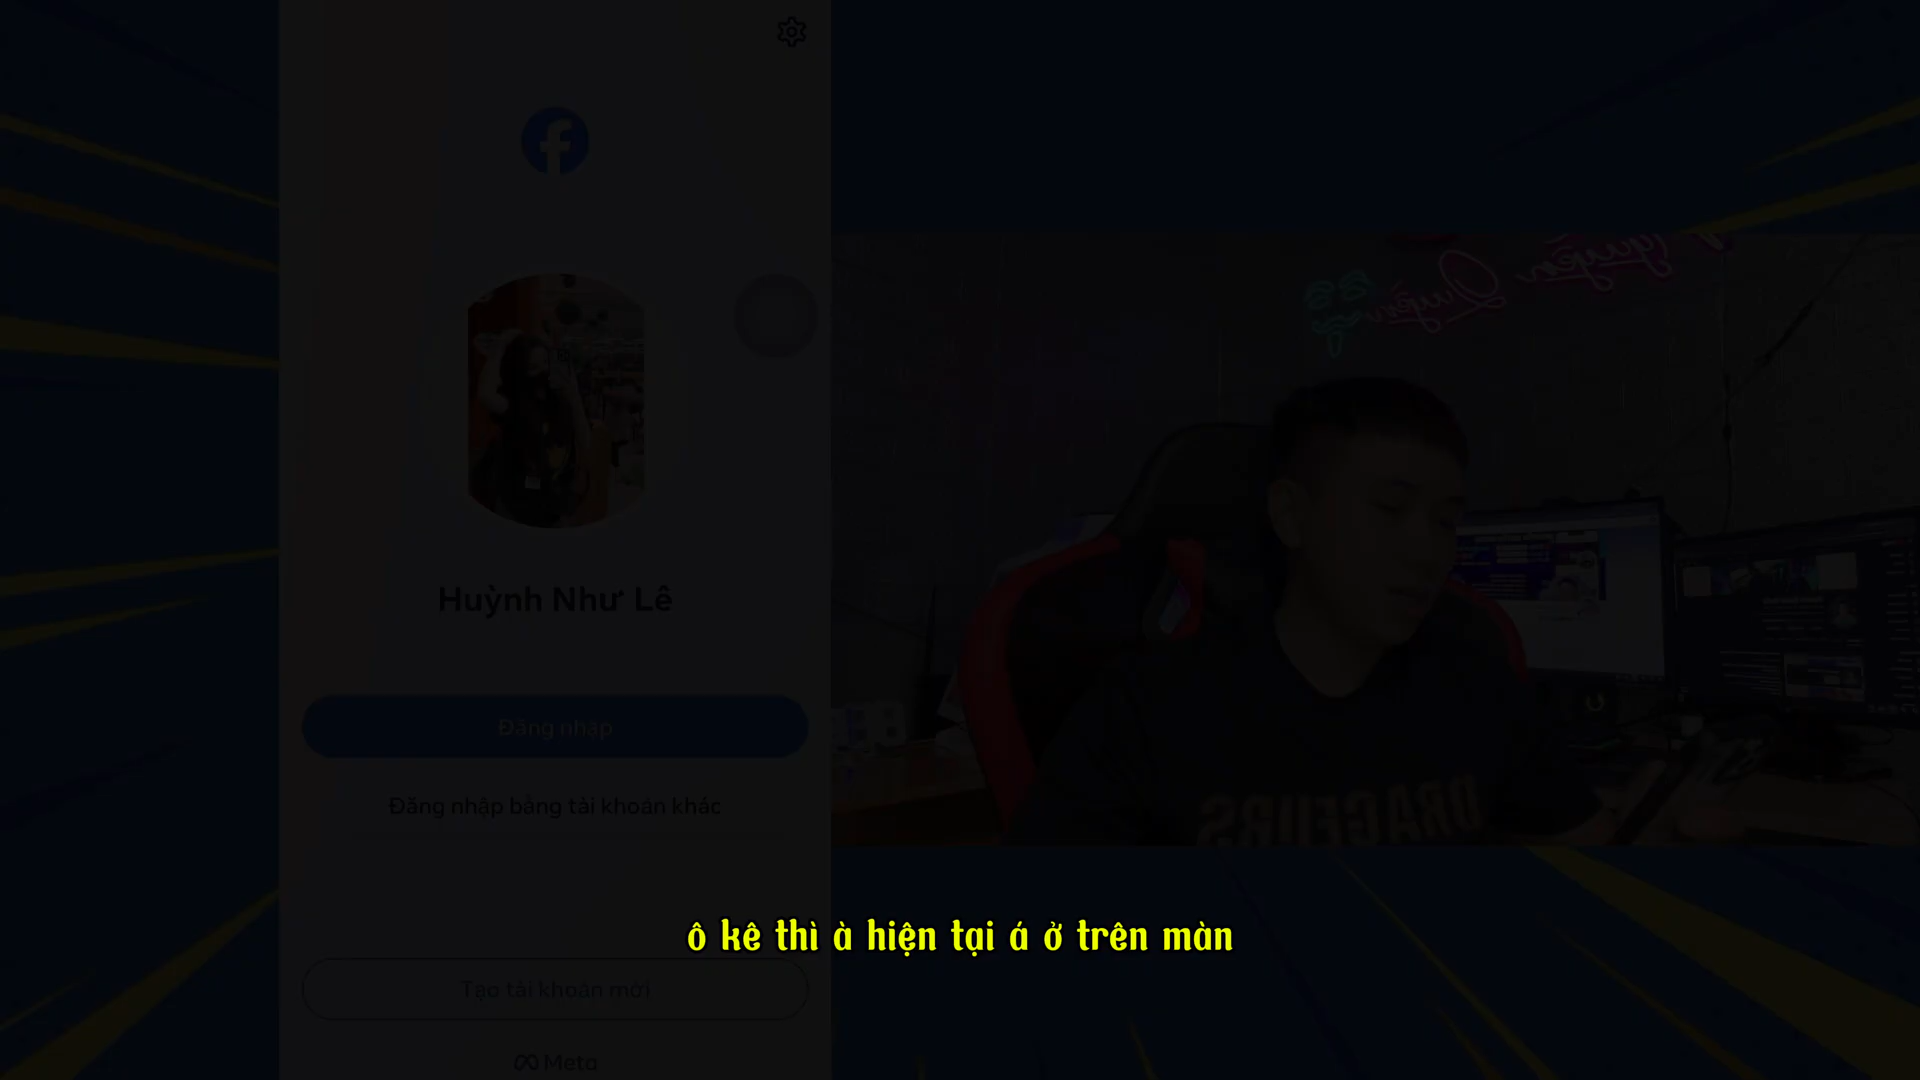 Huỳnh Như Lê
Đăng nhập
Đăng nhập bằng tài khoản khác
ô kê thì à hiện tại á ở trên màn
Tạo tài khoản mới
Meta